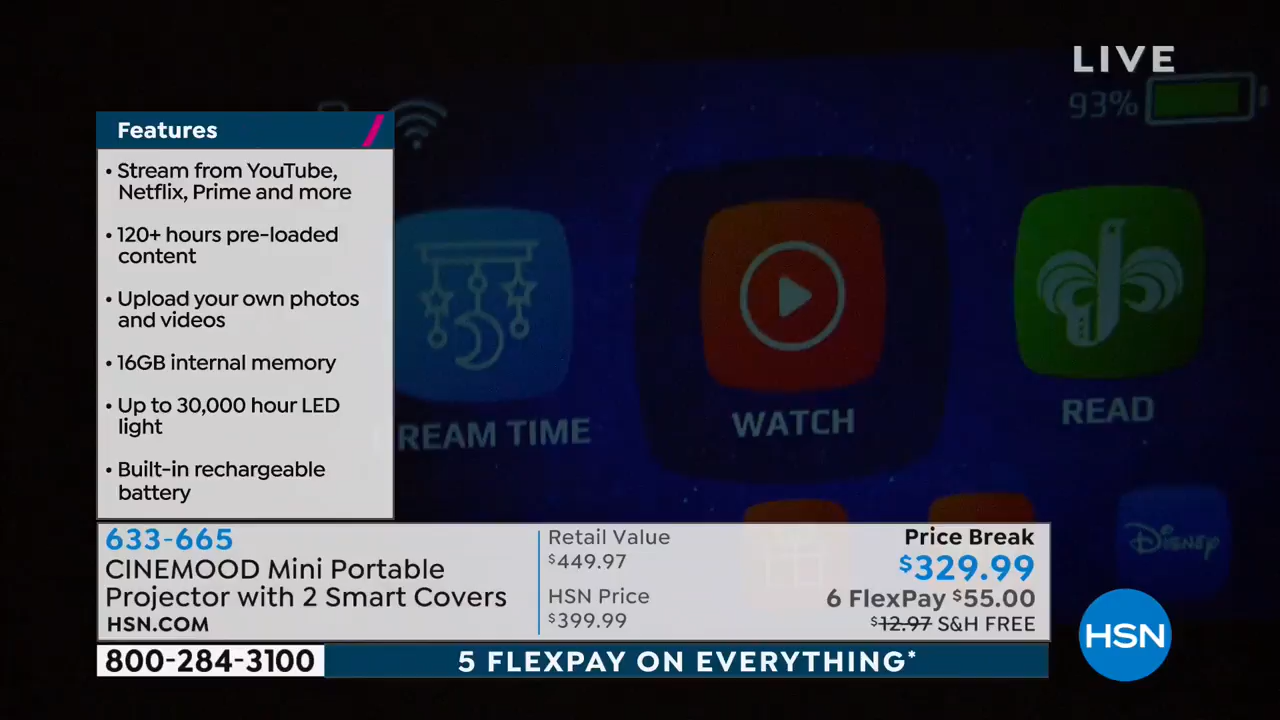 LIVE
93%
Features
• Stream from YouTube,
Netflix, Prime and more
• 120+ hours pre-loaded
content
• Upload your own photos
and videos
• 16GB internal memory
• Up to 30,000 hour LED
light
• Built-in rechargeable
battery
REAM TIME
WATCH
READ
DISNEY
633-665
CINEMOOD Mini Portable
Projector with 2 Smart Covers
HSN.COM
Retail Value
$449.97
HSN Price
$399.99
Price Break
$329.99
6 FlexPay $55.00
$12.97 S&H FREE
HSN
800-284-3100
5 FLEXPAY ON EVERYTHING*